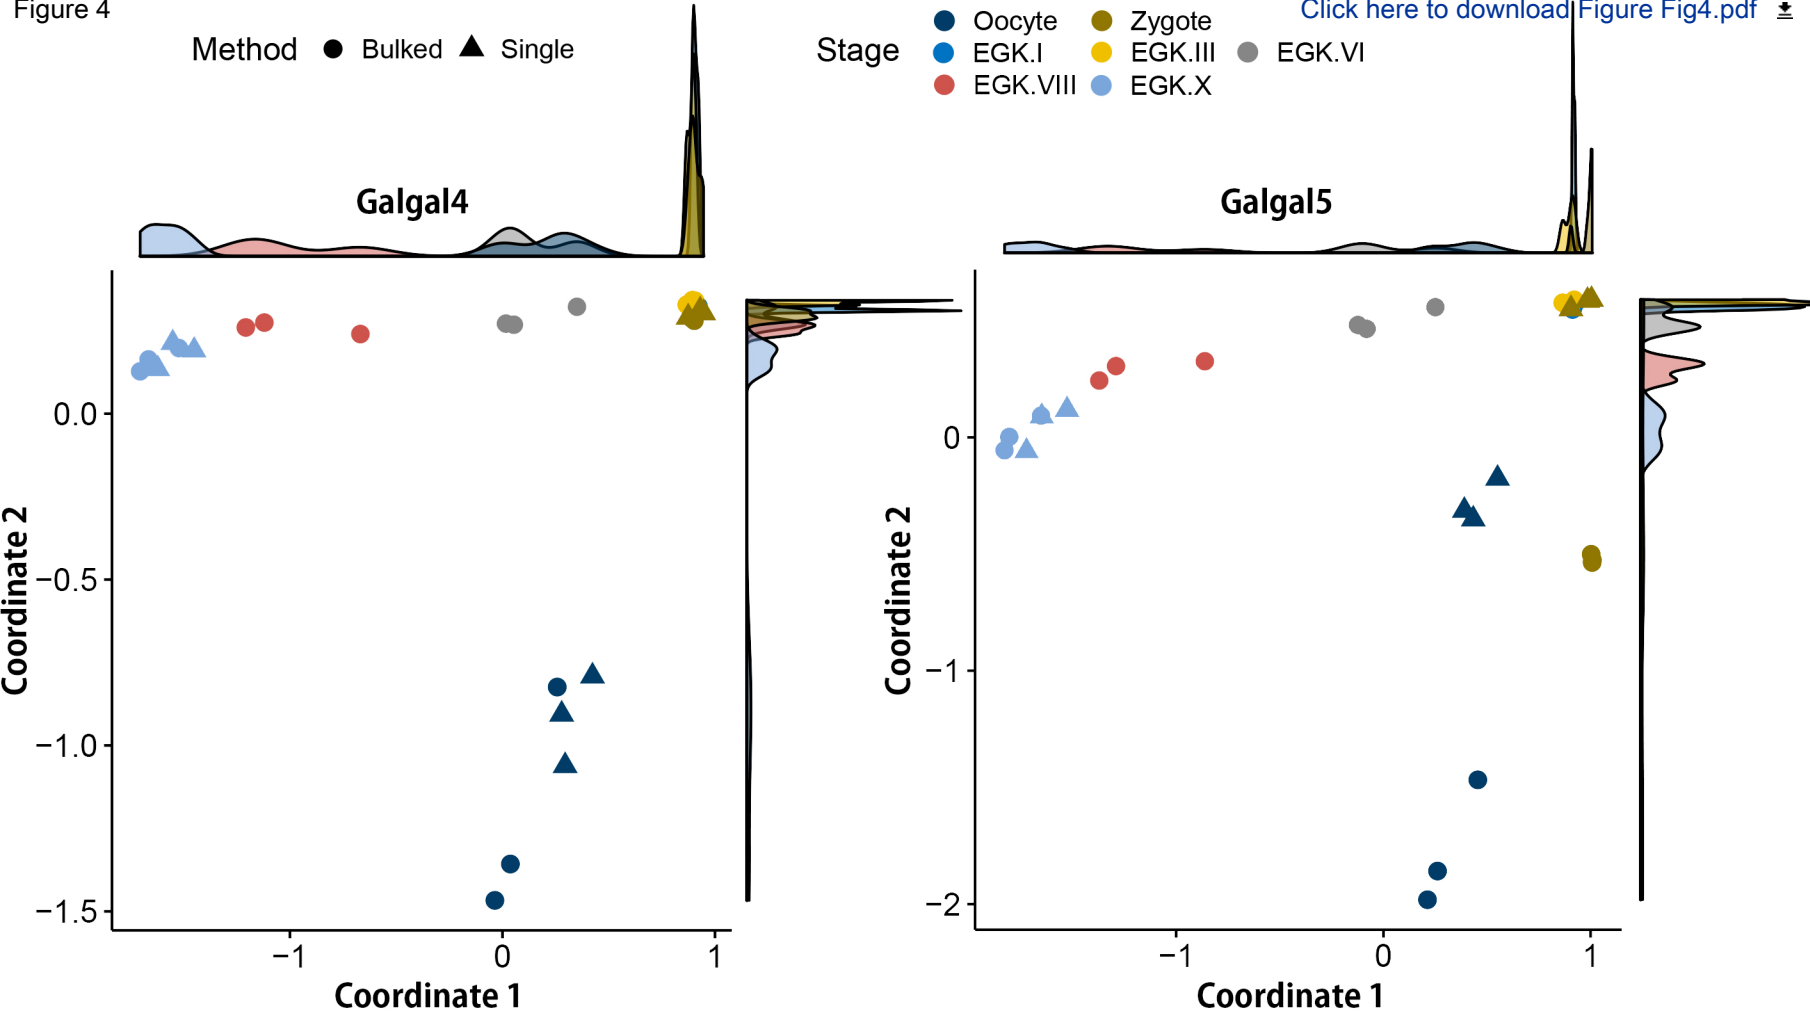 Figure 4
Click here to download Figure Fig4.pdf
Method Bulked Single
Stage
Oocyte Zygote
EGK.I EGK.III EGK.VI
EGK.VIII EGK.X
Galgal4
0.0
−0.5
−1.0
−1.5
−1 0 1
Coordinate 2
Coordinate 1
Galgal5
0
−1
−2
−1 0 1
Coordinate 2
Coordinate 1